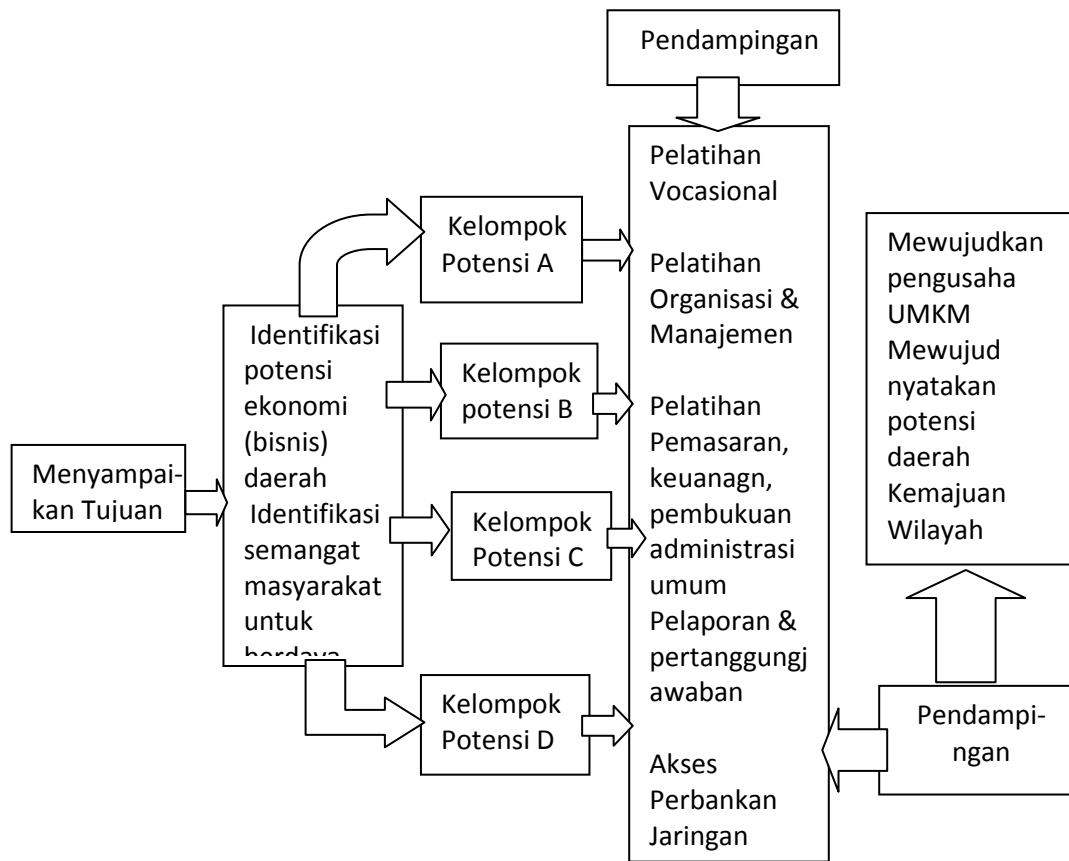 Pendampingan
Pelatihan
Vocasional
Pelatihan
Organisasi &
Manajemen
Pelatihan
Pemasaran,
keuanagn,
pembukuan
administrasi
umum
Pelaporan &
pertanggungj
awaban
Akses
Perbankan
Jaringan
Kelompok
Potensi A
Kelompok
potensi B
Kelompok
Potensi C
Kelompok
Potensi D
Identifikasi
potensi
ekonomi
(bisnis)
daerah
Identifikasi
semangat
masyarakat
untuk
berdaya
Menyampai-
kan Tujuan
Mewujudkan
pengusaha
UMKM
Mewujud
nyatakan
potensi
daerah
Kemajuan
Wilayah
Pendampi-
ngan